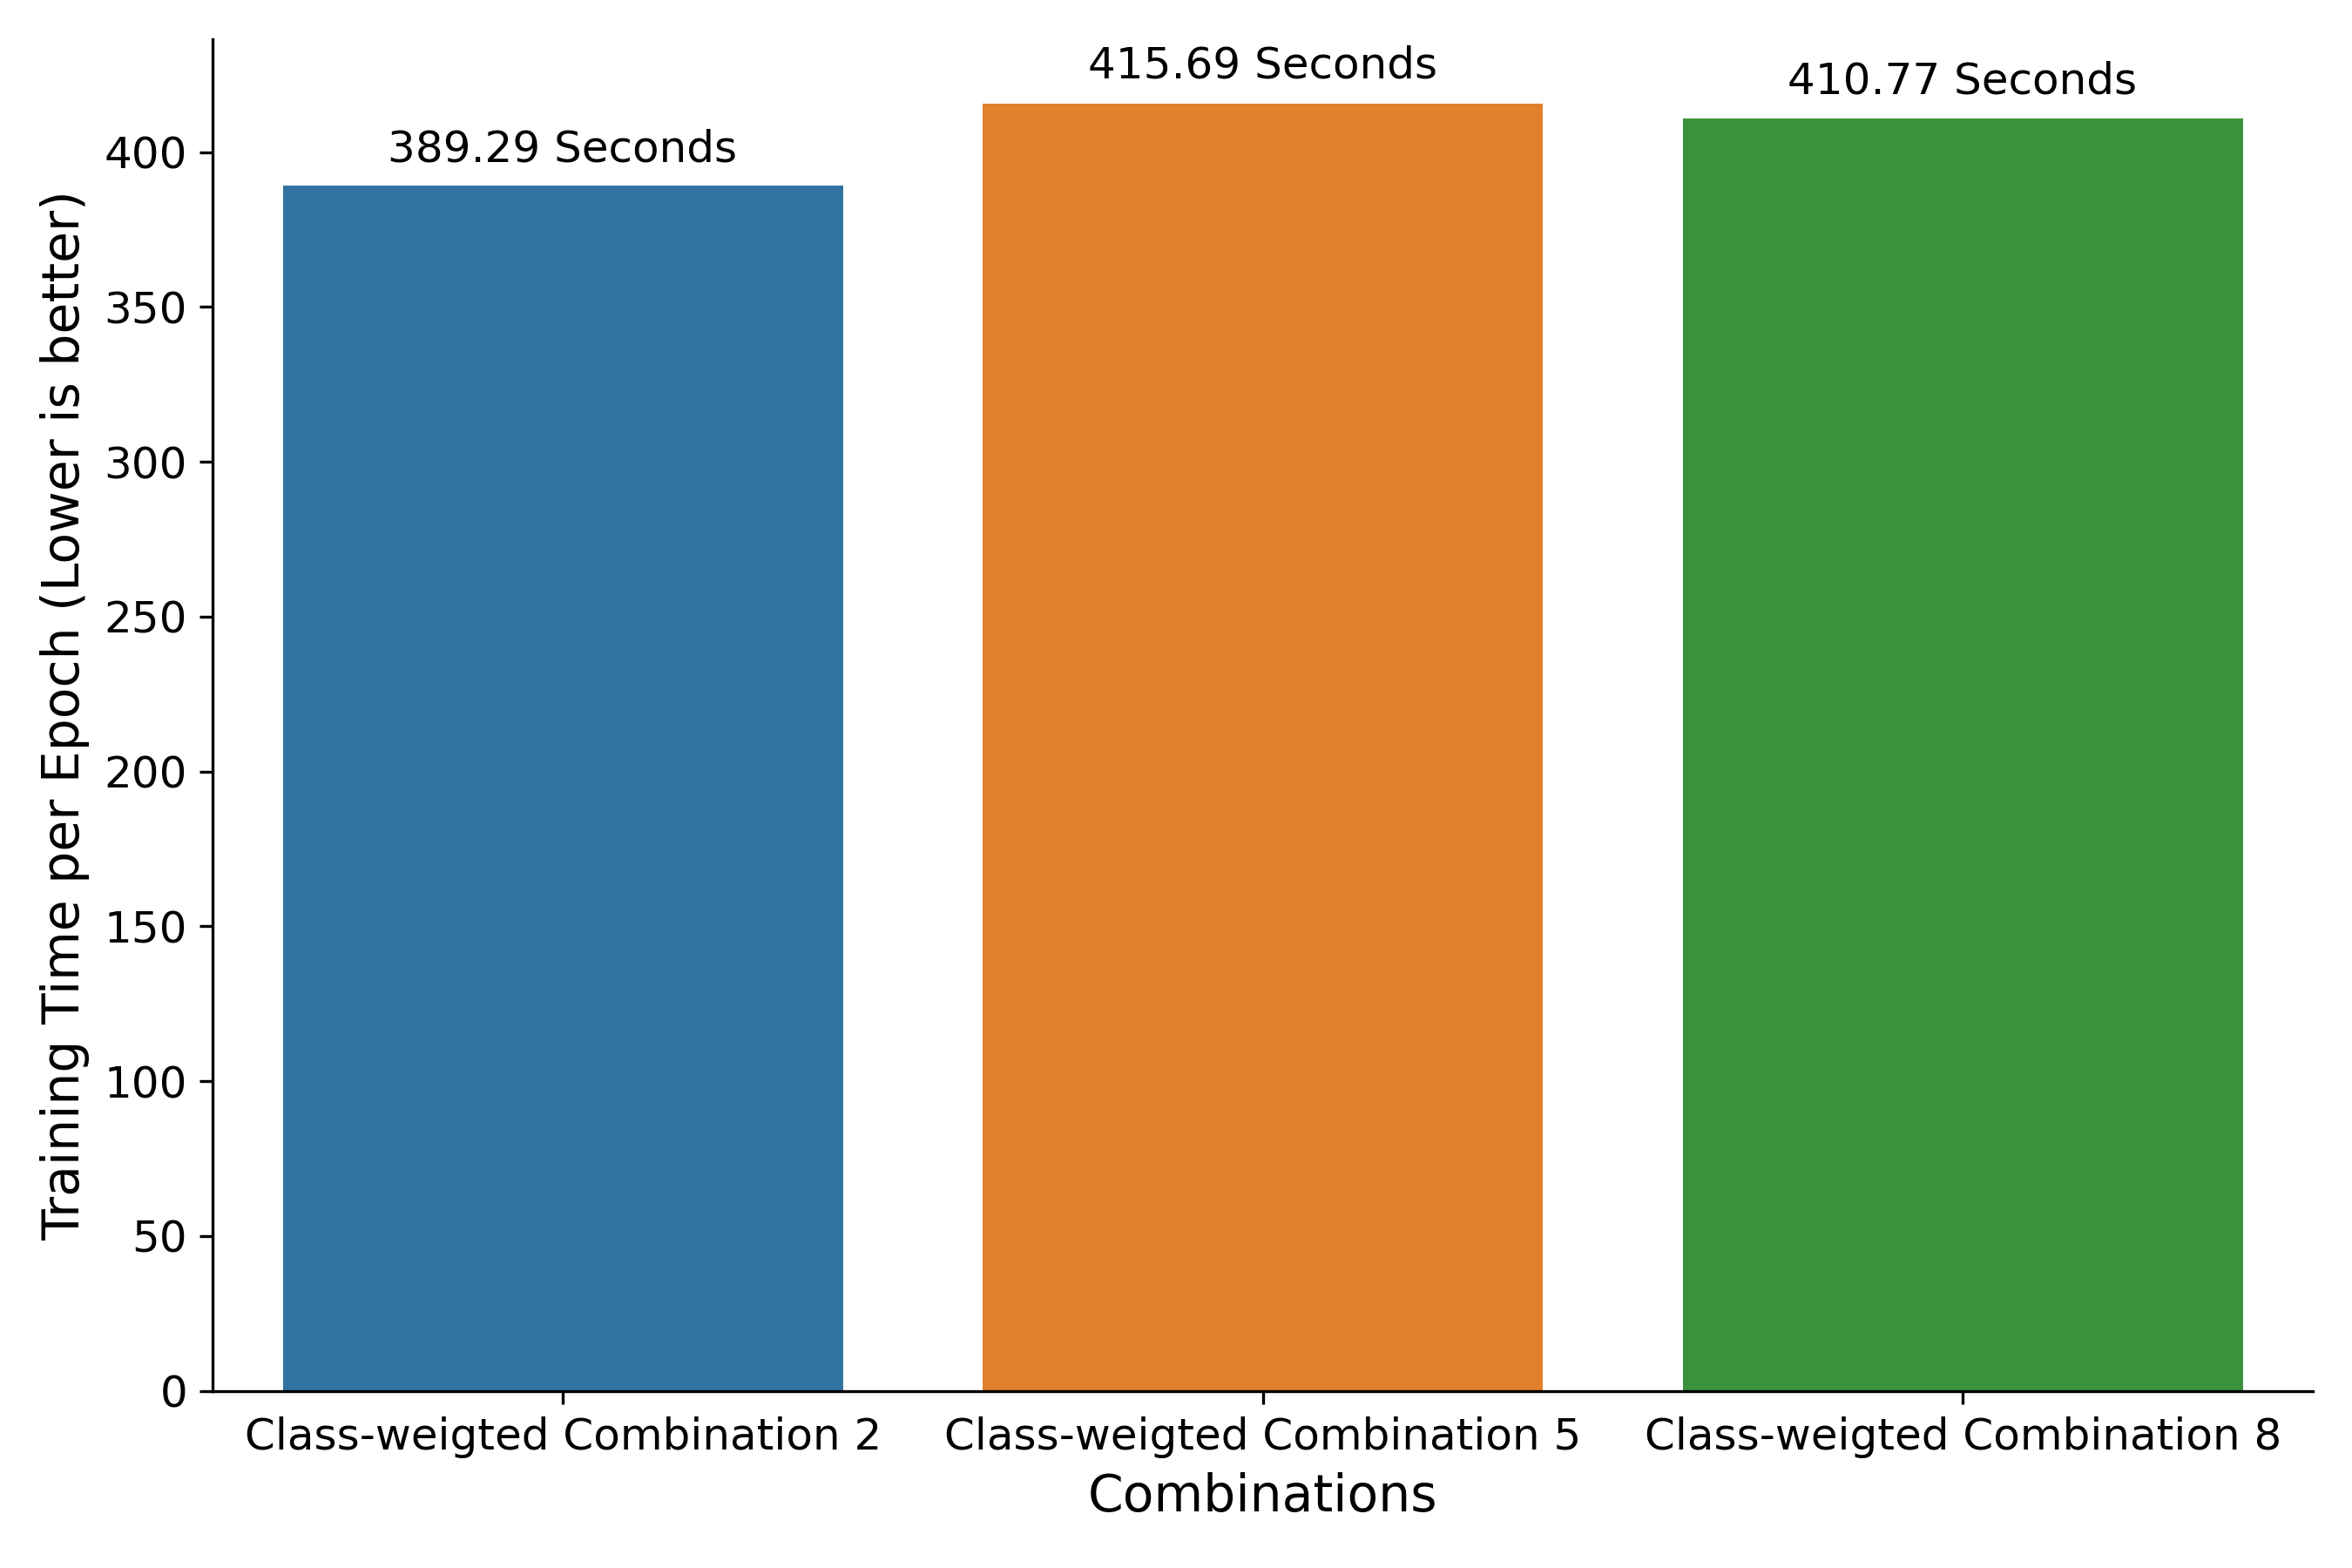 415.69 Seconds
410.77 Seconds
389.29 Seconds
400
350
300
250
200
150
100
50
0
Training Time per Epoch (Lower is better)
Class-weigted Combination 2
Class-weigted Combination 5
Class-weigted Combination 8
Combinations